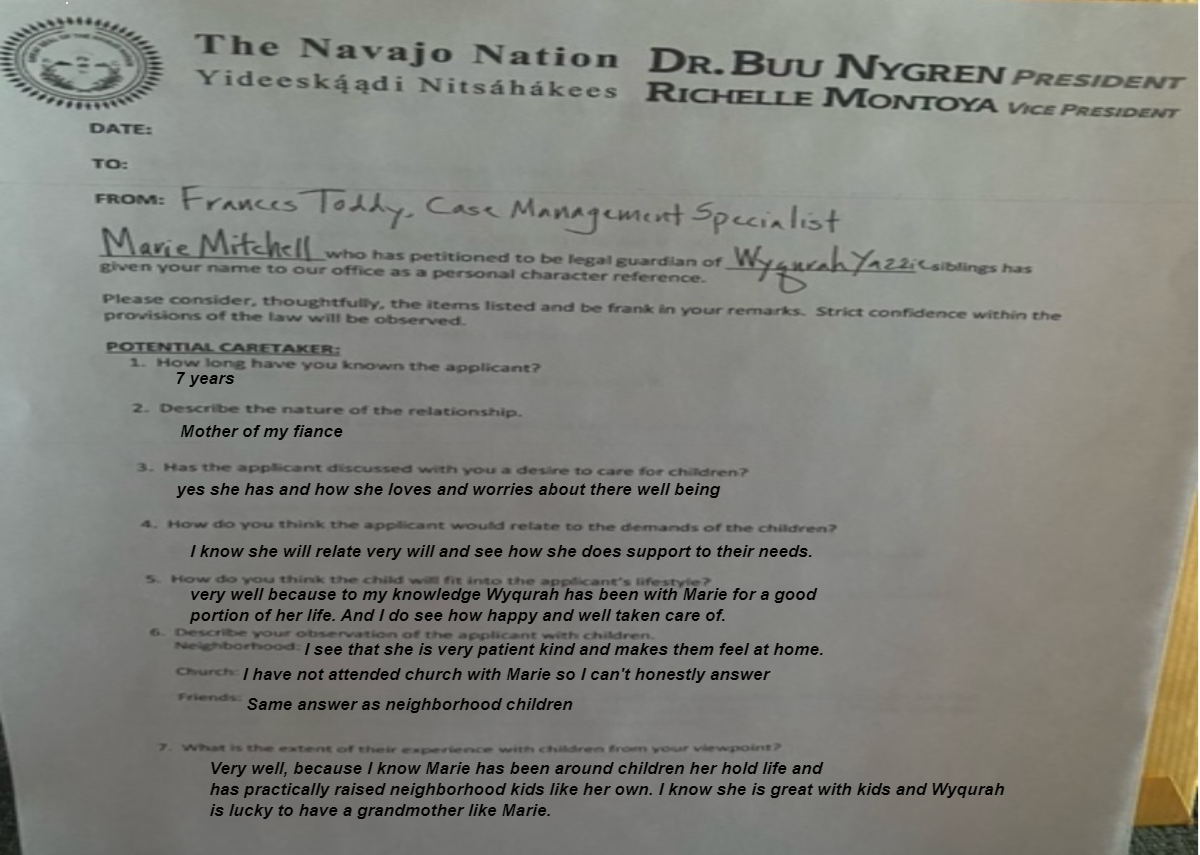 The Navajo Nation DR. BUU NYGREN PRESIDENT
Yideeską́ądi Nitsáhákees RICHELLE MONTOYA VICE PRESIDENT
DATE:
TO:
FROM: Frances Toddy, Case Management Specialist
Marie Mitchell who has petitioned to be legal guardian of Wyqurah Yazzie siblings has
given your name to our office as a personal character reference.
Please consider, thoughtfully, the items listed and be frank in your remarks. Strict confidence within the
provisions of the law will be observed.
POTENTIAL CARETAKER:
1. How long have you known the applicant?
7 years
2. Describe the nature of the relationship.
Mother of my fiance
3. Has the applicant discussed with you a desire to care for children?
yes she has and how she loves and worries about there well being
4. How do you think the applicant would relate to the demands of the children?
I know she will relate very will and see how she does support to their needs.
5. How do you think the child will fit into the applicant's lifestyle?
very well because to my knowledge Wyqurah has been with Marie for a good
portion of her life. And I do see how happy and well taken care of.
6. Describe your observation of the applicant with children.
Neighborhood: I see that she is very patient kind and makes them feel at home.
Church: I have not attended church with Marie so I can't honestly answer
Friends: Same answer as neighborhood children
7. What is the extent of their experience with children from your viewpoint?
Very well, because I know Marie has been around children her hold life and
has practically raised neighborhood kids like her own. I know she is great with kids and Wyqurah
is lucky to have a grandmother like Marie.